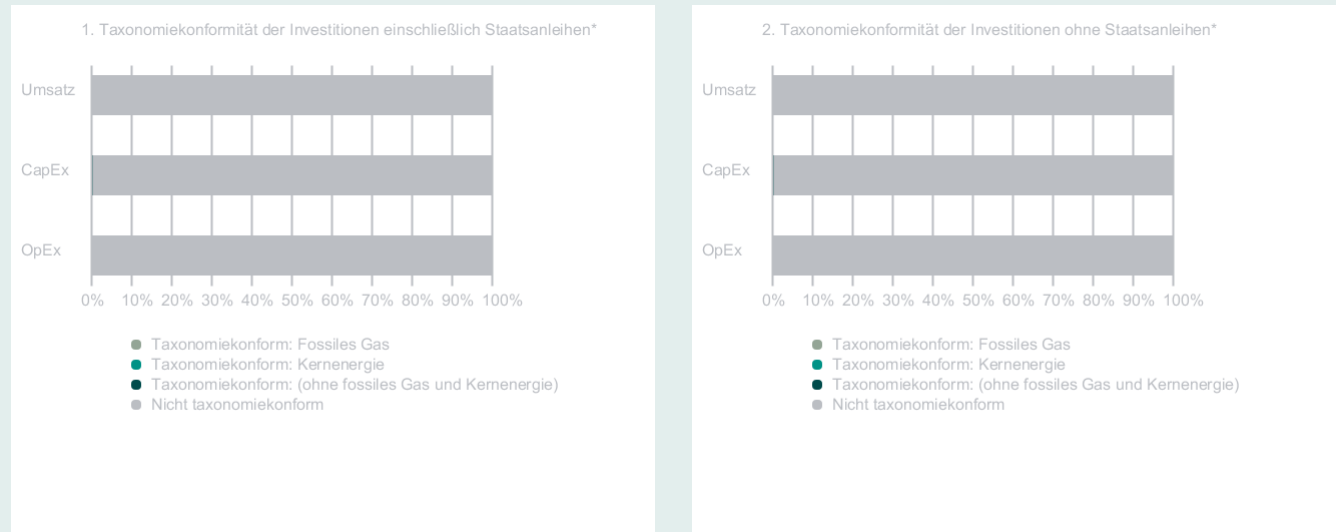 1. Taxonomiekonformität der Investitionen einschließlich Staatsanleihen*
Umsatz
CapEx
OpEx
0% 10% 20% 30% 40% 50% 60% 70% 80% 90% 100%
Taxonomiekonform: Fossiles Gas
Taxonomiekonform: Kernenergie
Taxonomiekonform: (ohne fossiles Gas und Kernenergie)
Nicht taxonomiekonform
2. Taxonomiekonformität der Investitionen ohne Staatsanleihen*
Umsatz
CapEx
OpEx
0% 10% 20% 30% 40% 50% 60% 70% 80% 90% 100%
Taxonomiekonform: Fossiles Gas
Taxonomiekonform: Kernenergie
Taxonomiekonform: (ohne fossiles Gas und Kernenergie)
Nicht taxonomiekonform